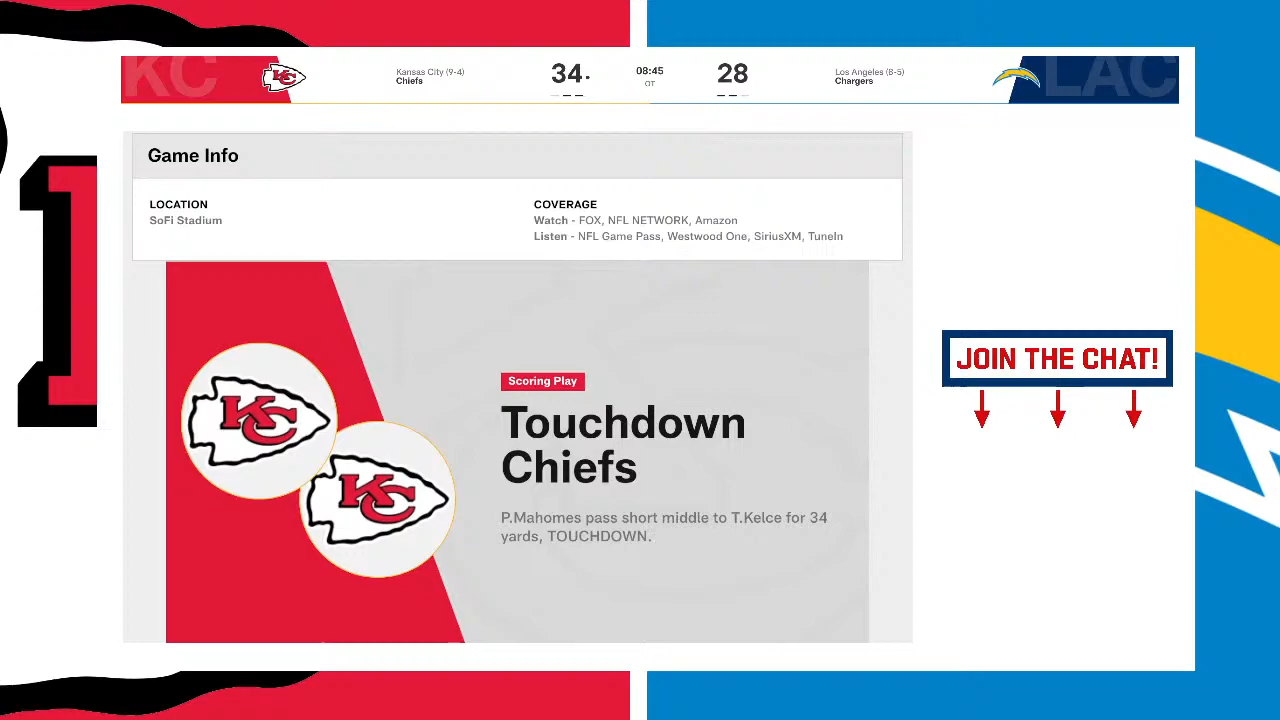 KC
Kansas City (9-4)
Chiefs
34
08:45
OT
28
Los Angeles (8-5)
Chargers
LAC
Game Info
LOCATION
SoFi Stadium
COVERAGE
Watch - FOX, NFL NETWORK, Amazon
Listen - NFL Game Pass, Westwood One, SiriusXM, TuneIn
JOIN THE CHAT!
KC
KC
Scoring Play
Touchdown
Chiefs
P.Mahomes pass short middle to T.Kelce for 34
yards, TOUCHDOWN.